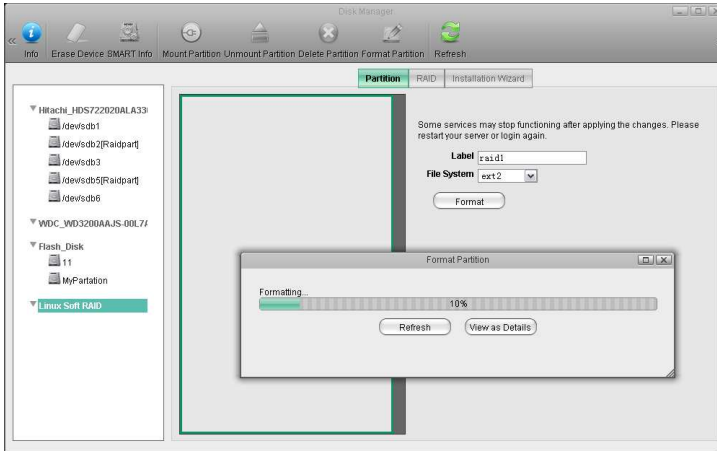 Disk Manager
«
Info
Erase Device
SMART Info
Mount Partition
Unmount Partition
Delete Partition
Format Partition
Refresh
Partition
RAID
Installation Wizard
Hitachi_HDS722020ALA33
/dev/sdb1
/dev/sdb2[Raidpart]
/dev/sdb3
/dev/sdb5[Raidpart]
/dev/sdb6
WDC_WD3200AAJS-00L7
Flash_Disk
11
MyPartation
Linux Soft RAID
Some services may stop functioning after applying the changes. Please
restart your server or login again.
Label raid1
File System ext2
Format
Format Partition
Formatting...
10%
Refresh
View as Details